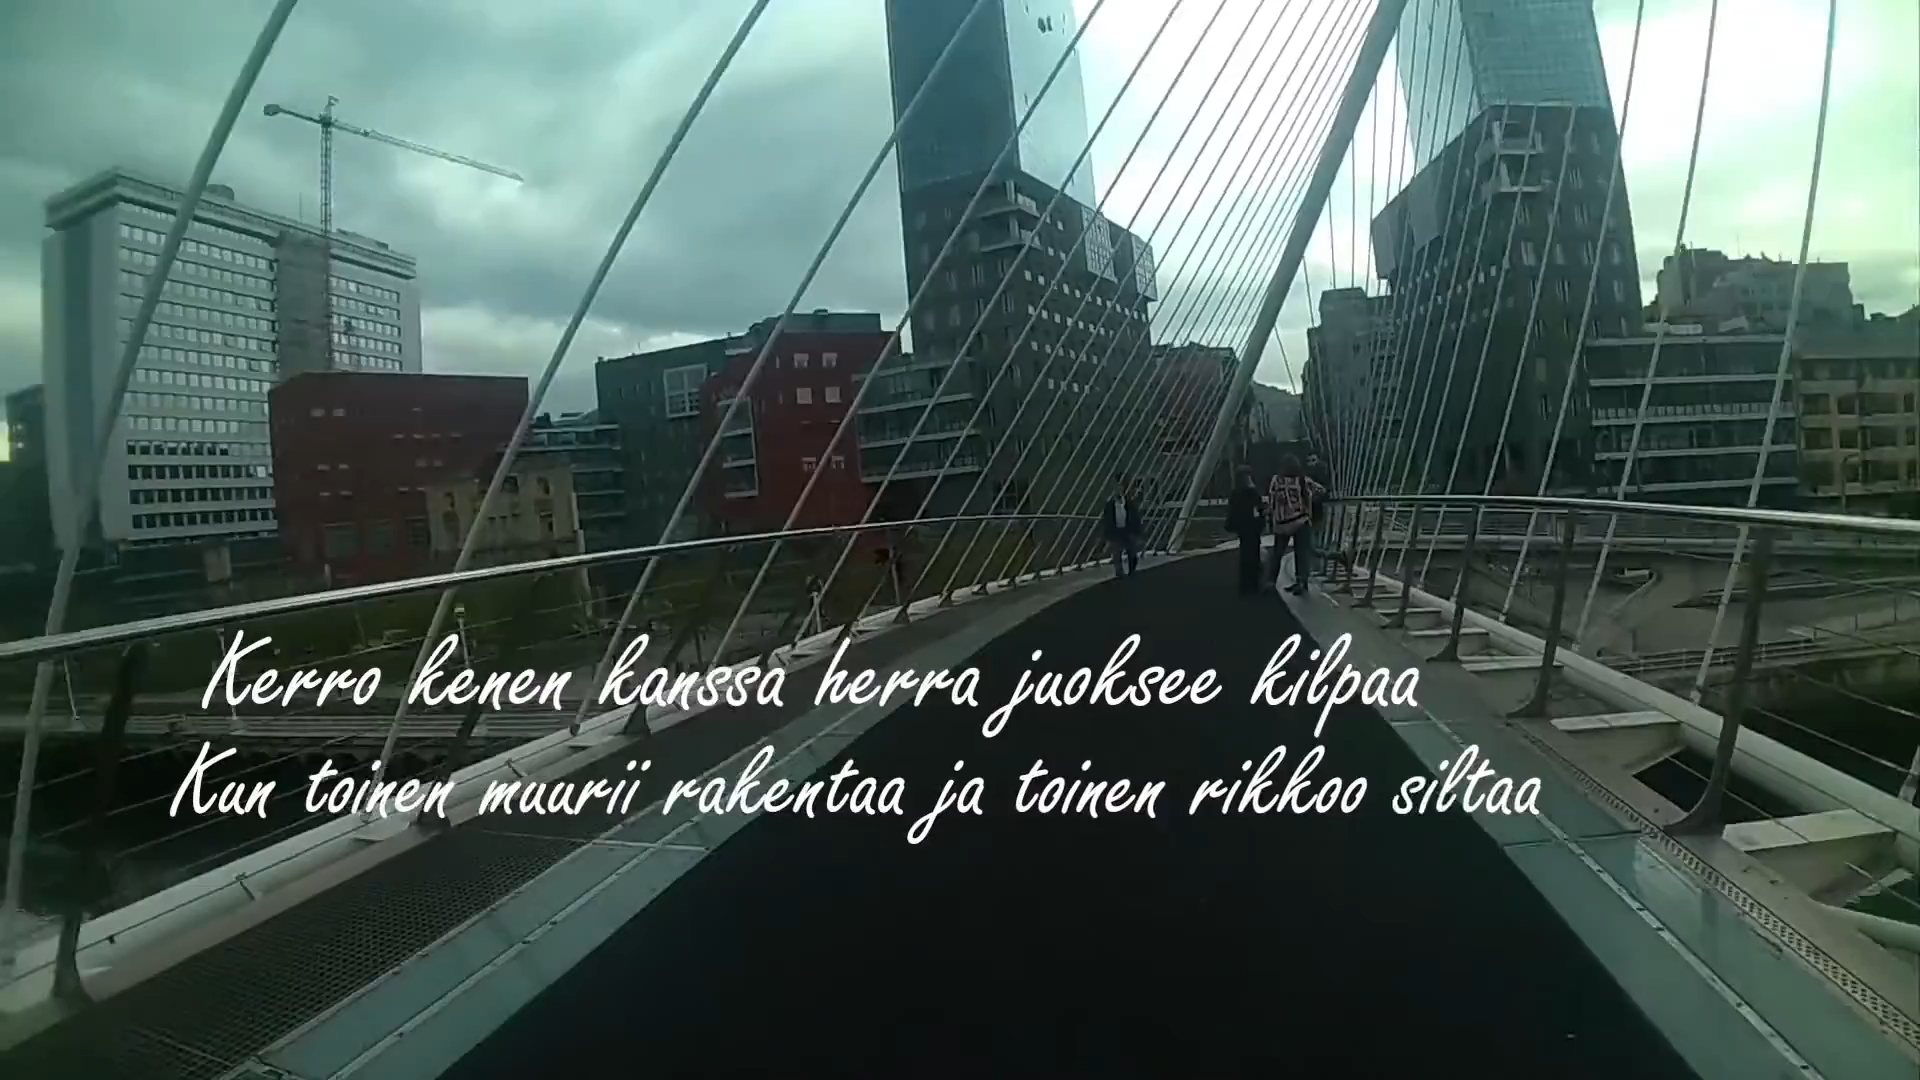 Kerro kenen kanssa herra juoksee kilpaa
Kun toinen muurii rakentaa ja toinen rikkoo siltaa